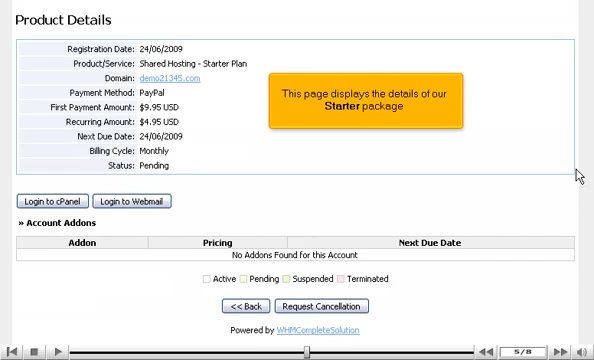 Product Details
Registration Date: 24/06/2009
Product/Service: Shared Hosting - Starter Plan
Domain: demo21345.com
Payment Method: PayPal
First Payment Amount: $9.95 USD
Recurring Amount: $4.95 USD
Next Due Date: 24/06/2009
Billing Cycle: Monthly
Status: Pending
This page displays the details of our
Starter package
Login to cPanel Login to Webmail
» Account Addons
Addon Pricing Next Due Date
No Addons Found for this Account
Active Pending Suspended Terminated
<< Back Request Cancellation
Powered by WHMCompleteSolution
5/8